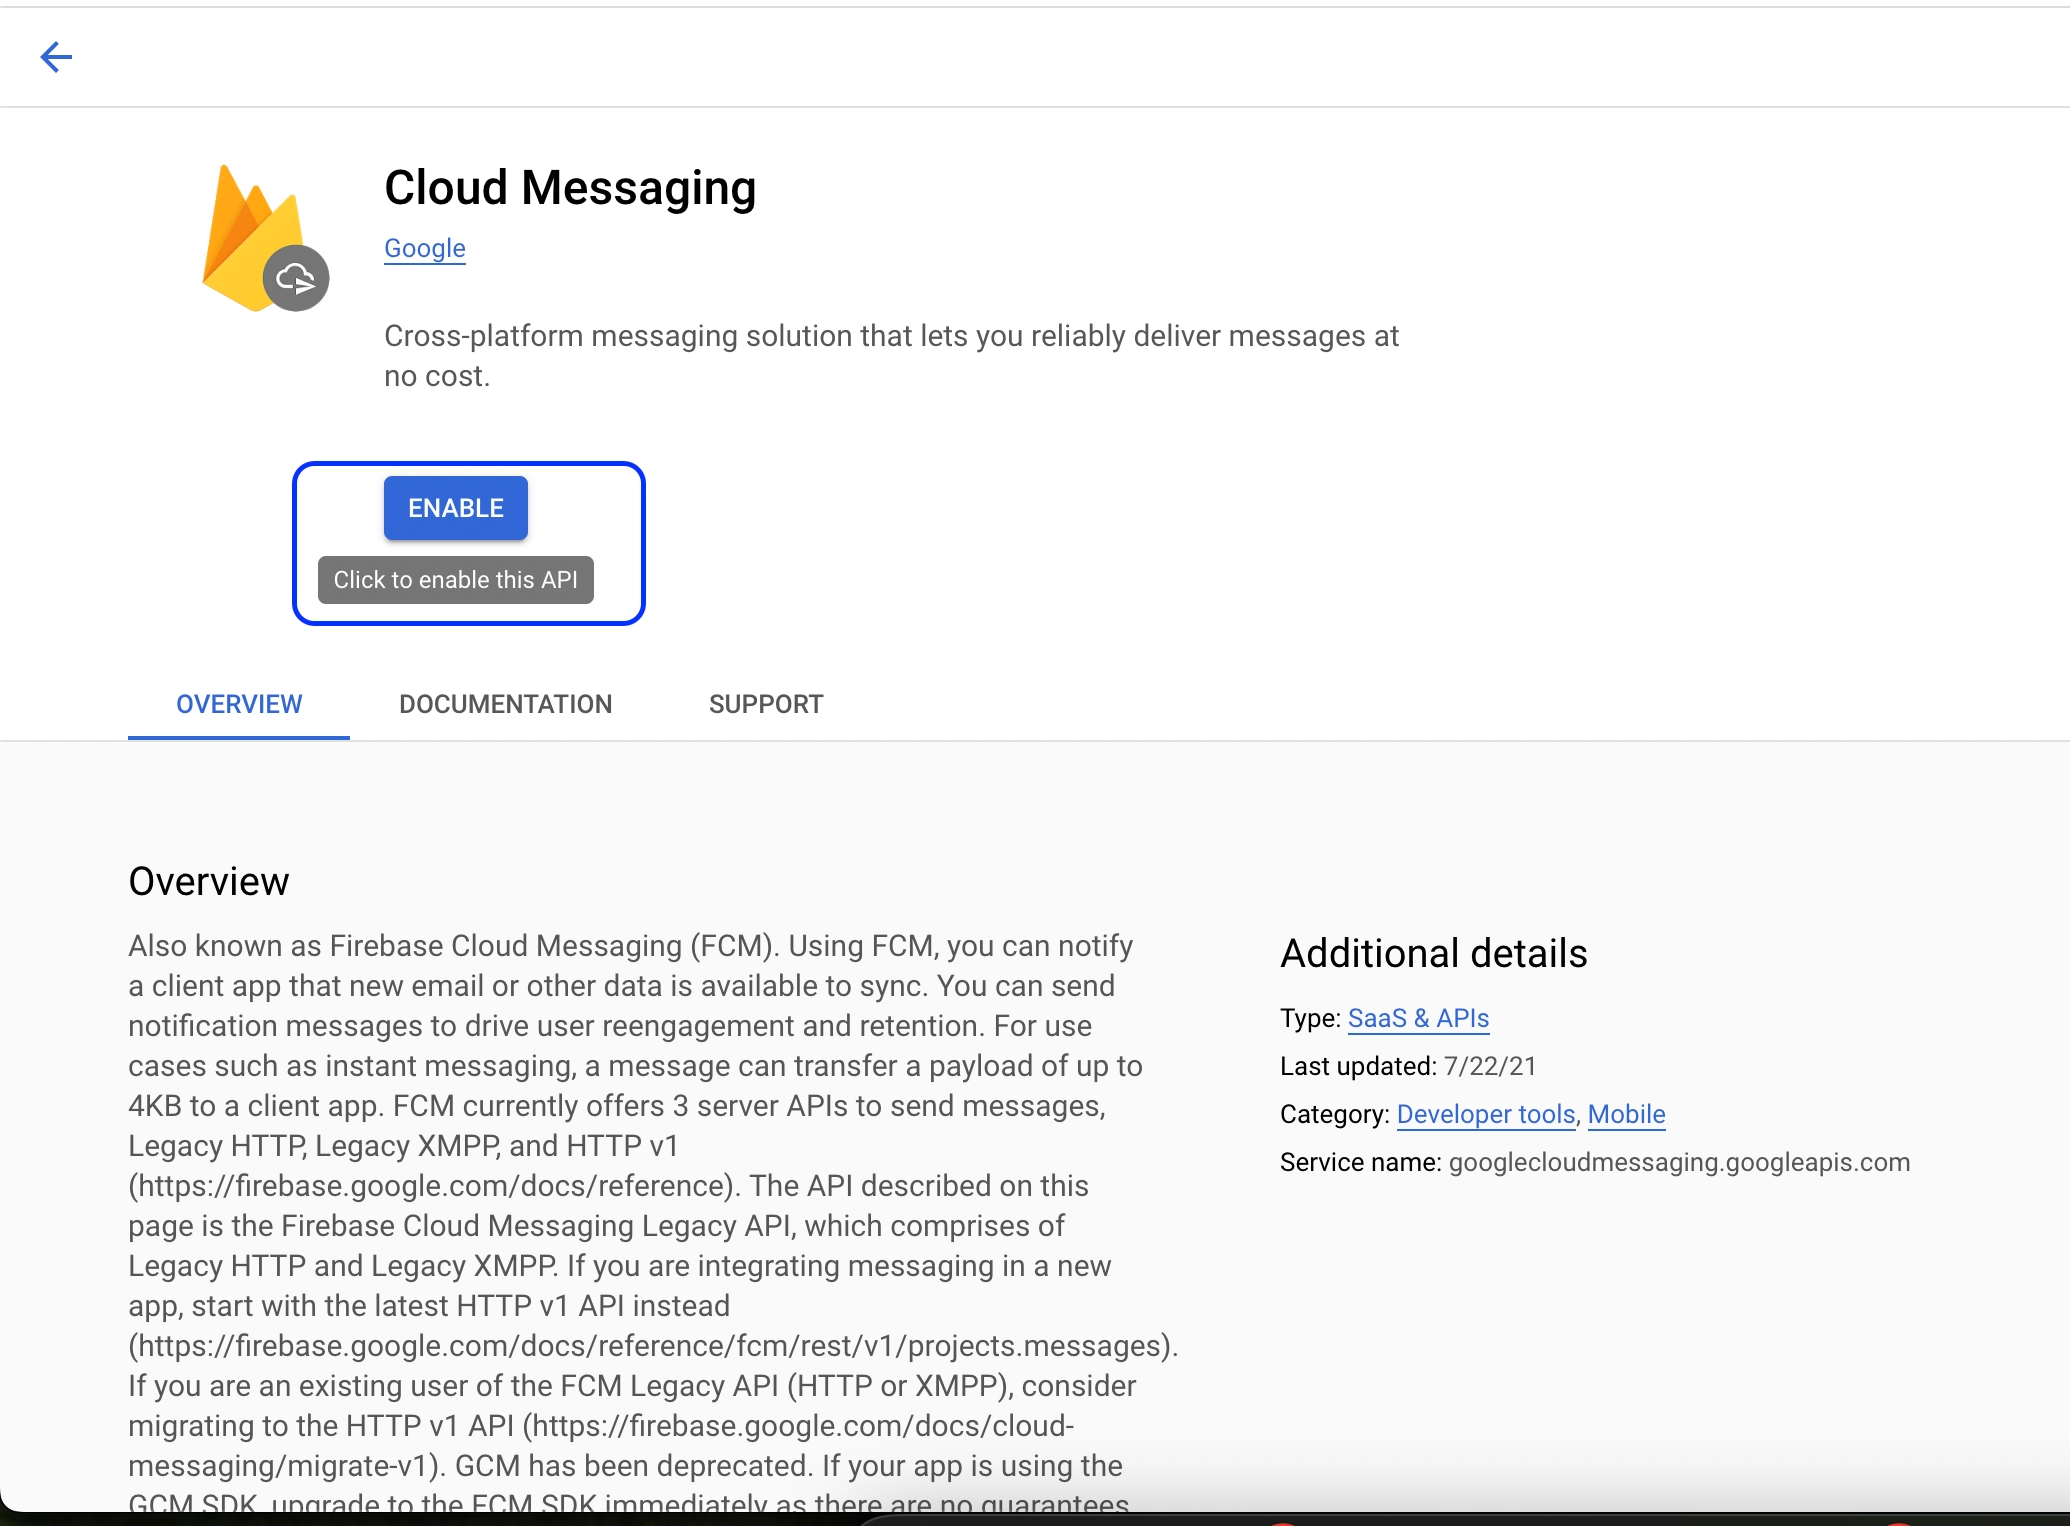 Cloud Messaging
Google
Cross-platform messaging solution that lets you reliably deliver messages at
no cost.
ENABLE
Click to enable this API
OVERVIEW DOCUMENTATION SUPPORT
Overview
Also known as Firebase Cloud Messaging (FCM). Using FCM, you can notify
a client app that new email or other data is available to sync. You can send
notification messages to drive user reengagement and retention. For use
cases such as instant messaging, a message can transfer a payload of up to
4KB to a client app. FCM currently offers 3 server APIs to send messages,
Legacy HTTP, Legacy XMPP, and HTTP v1
(https://firebase.google.com/docs/reference). The API described on this
page is the Firebase Cloud Messaging Legacy API, which comprises of
Legacy HTTP and Legacy XMPP. If you are integrating messaging in a new
app, start with the latest HTTP v1 API instead
(https://firebase.google.com/docs/reference/fcm/rest/v1/projects.messages).
If you are an existing user of the FCM Legacy API (HTTP or XMPP), consider
migrating to the HTTP v1 API (https://firebase.google.com/docs/cloud-
messaging/migrate-v1). GCM has been deprecated. If your app is using the
GCM SDK, upgrade to the FCM SDK immediately as there are no guarantees
Additional details
Type: SaaS & APIs
Last updated: 7/22/21
Category: Developer tools, Mobile
Service name: googlecloudmessaging.googleapis.com